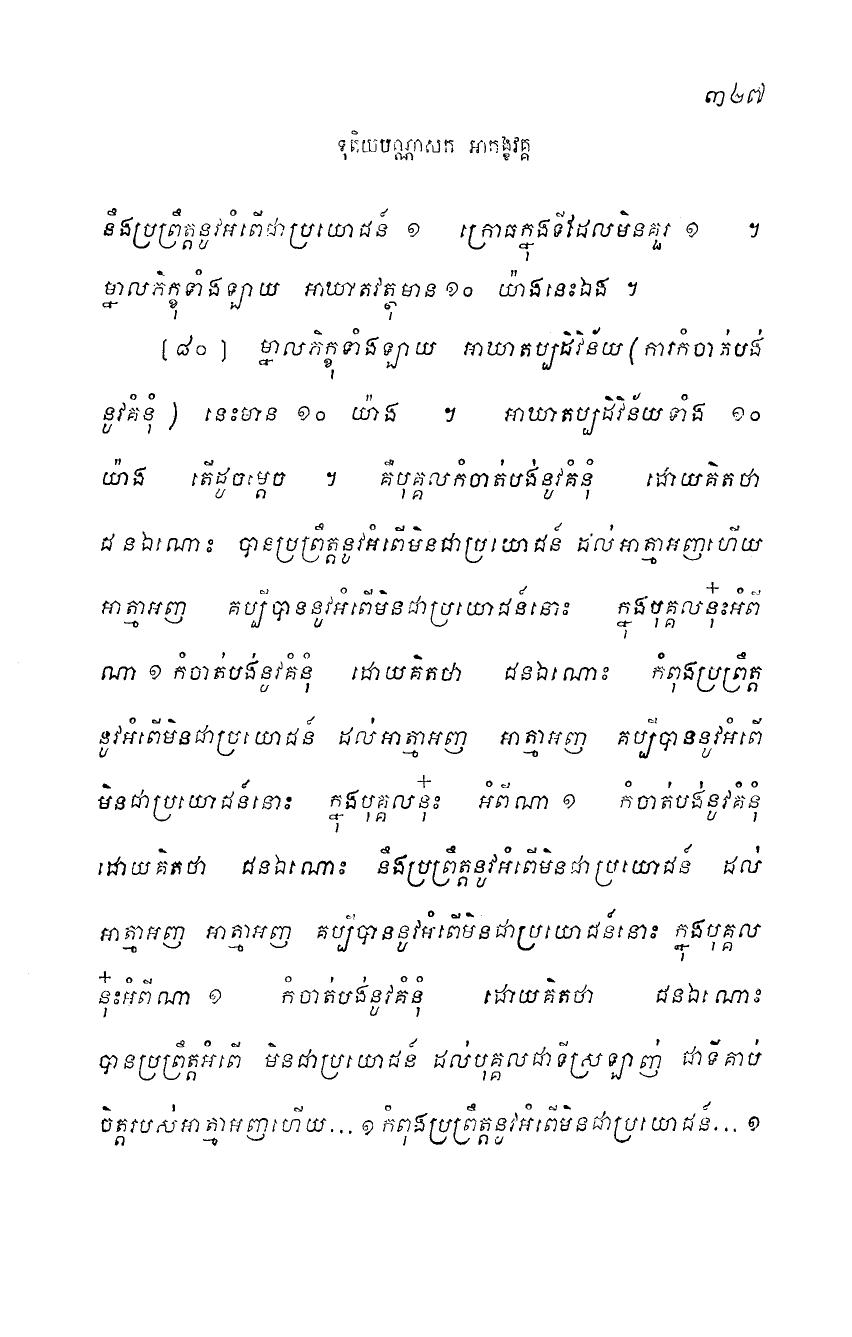 ៣២៧
ទុតិយបណ្ណាសក អាកង្ខវគ្គ
នឹងប្រព្រឹត្តនូវអំពើជាប្រយោជន៍ ១ ក្រោធក្នុងទីដែលមិនគួរ ១ ។
ម្នាលភិក្ខុទាំងឡាយ អាឃាតវត្ថុមាន ១០ យ៉ាងនេះឯង ។
[៨០] ម្នាលភិក្ខុទាំងឡាយ អាឃាតប្បដិវិន័យ (ការកំចាត់បង់
នូវគំនុំ) នេះមាន ១០ យ៉ាង ។ អាឃាតប្បដិវិន័យទាំង ១០
យ៉ាង តើដូចម្ដេច ។ គឺបុគ្គលកំចាត់បង់នូវគំនុំ ដោយគិតថា
ជនឯណោះ បានប្រព្រឹត្តនូវអំពើមិនជាប្រយោជន៍ ដល់អាត្មាអញហើយ
អាត្មាអញ គប្បីបាននូវអំពើមិនជាប្រយោជន៍នោះ ក្នុងបុគ្គលនុ៎ះអំពី
ណា ១ កំចាត់បង់នូវគំនុំ ដោយគិតថា ជនឯណោះ កំពុងប្រព្រឹត្ត
នូវអំពើមិនជាប្រយោជន៍ ដល់អាត្មាអញ អាត្មាអញ គប្បីបាននូវអំពើ
មិនជាប្រយោជន៍នោះ ក្នុងបុគ្គលនុ៎ះ អំពីណា ១ កំចាត់បង់នូវគំនុំ
ដោយគិតថា ជនឯណោះ នឹងប្រព្រឹត្តនូវអំពើមិនជាប្រយោជន៍ ដល់
អាត្មាអញ អាត្មាអញ គប្បីបាននូវអំពើមិនជាប្រយោជន៍នោះ ក្នុងបុគ្គល
នុ៎ះអំពីណា ១ កំចាត់បង់នូវគំនុំ ដោយគិតថា ជនឯណោះ
បានប្រព្រឹត្តអំពើ មិនជាប្រយោជន៍ ដល់បុគ្គលជាទីស្រឡាញ់ ជាទីគាប់
ចិត្តរបស់អាត្មាអញហើយ... ១ កំពុងប្រព្រឹត្តនូវអំពើមិនជាប្រយោជន៍... ១